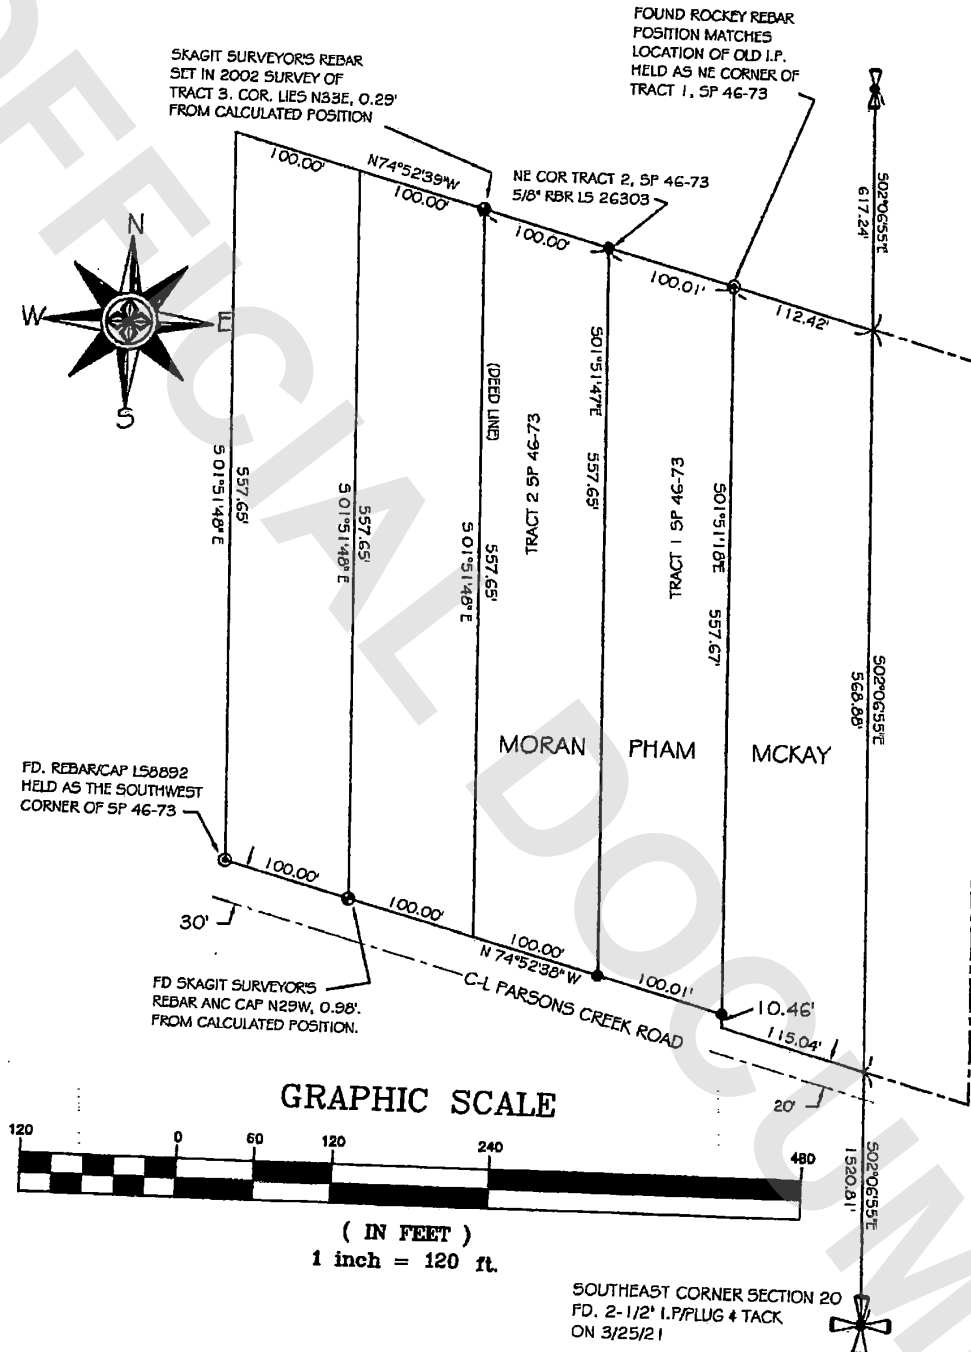 FOUND ROCKEY REBAR
POSITION MATCHES
LOCATION OF OLD I.P.
HELD AS NE CORNER OF
TRACT 1, SP 46-73
SKAGIT SURVEYOR'S REBAR
SET IN 2002 SURVEY OF
TRACT 3. COR. LIES N33E, 0.29'
FROM CALCULATED POSITION
NE COR TRACT 2, SP 46-73
5/8" RBR LS 26303
100.00'
N74°52'39"W
100.00'
100.00'
100.01'
112.42'
S02°06'55"E
617.24'
N
W
E
S
557.65'
S 01°51'48" E
557.65'
S 01°51'48" E
(DEED LINE)
557.65'
S 01°51'48" E
TRACT 2 SP 46-73
S01°51'47"E
557.65'
TRACT 1 SP 46-73
S01°51'18"E
557.67'
S02°06'55"E
568.88'
MORAN
PHAM
MCKAY
FD. REBAR/CAP LS8892
HELD AS THE SOUTHWEST
CORNER OF SP 46-73
100.00'
100.00'
100.00'
N 74°52'38" W
100.01'
10.46'
115.04'
30'
20'
C-L PARSONS CREEK ROAD
FD SKAGIT SURVEYOR'S
REBAR ANC CAP N29W, 0.98'.
FROM CALCULATED POSITION.
GRAPHIC SCALE
120 0 60 120 240 480
( IN FEET )
1 inch = 120 ft.
S02°06'55"E
1520.81'
SOUTHEAST CORNER SECTION 20
FD. 2-1/2" I.P/PLUG & TACK
ON 3/25/21
OFFICIAL DOCUM